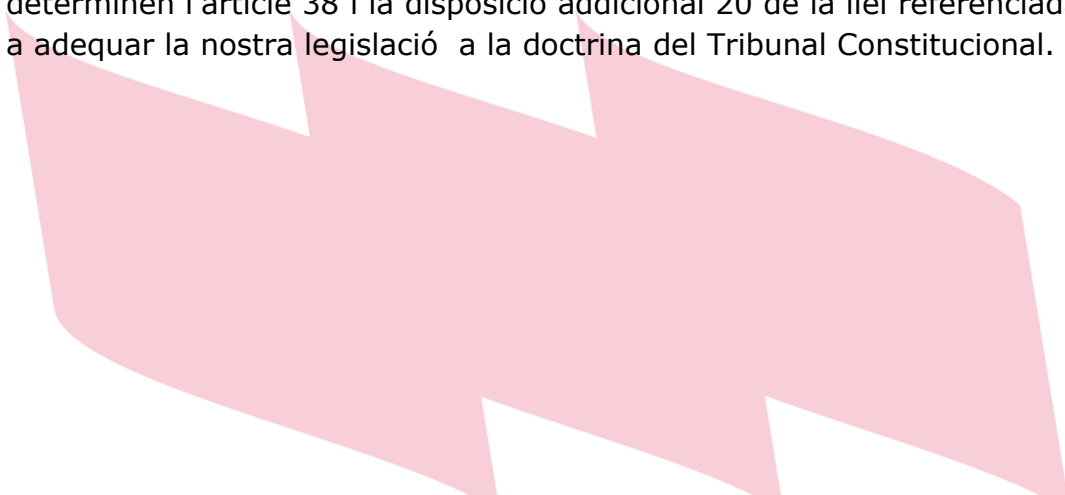 determinen l'article 38 i la disposició addicional 20 de la llei referenciada
a adequar la nostra legislació  a la doctrina del Tribunal Constitucional.